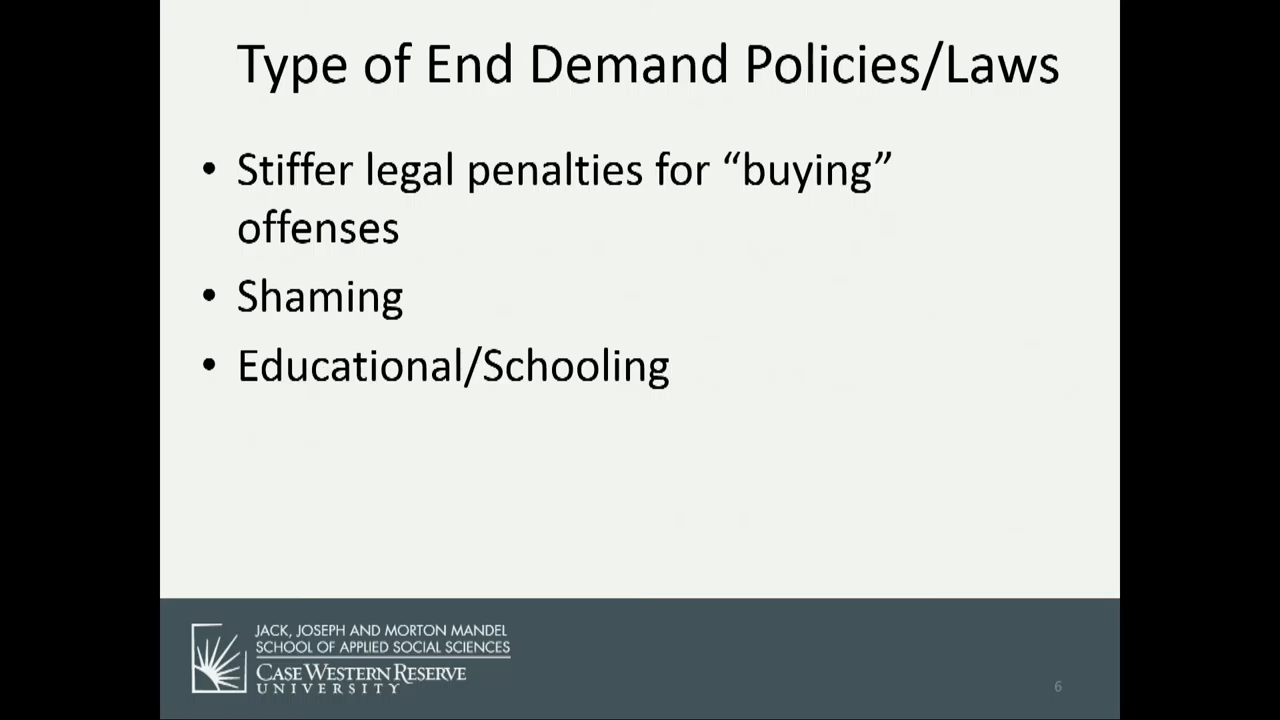 Type of End Demand Policies/Laws
• Stiffer legal penalties for “buying”
offenses
• Shaming
• Educational/Schooling
JACK, JOSEPH AND MORTON MANDEL
SCHOOL OF APPLIED SOCIAL SCIENCES
CASE WESTERN RESERVE
UNIVERSITY
6